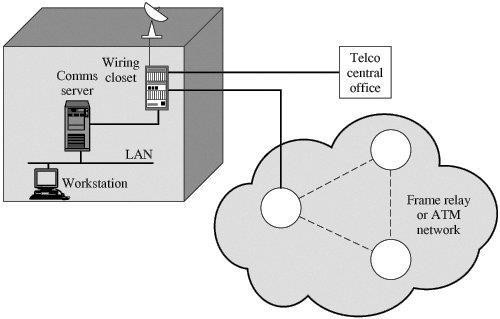 Wiring
closet
Comms
server
LAN
Workstation
Telco
central
office
Frame relay
or ATM
network